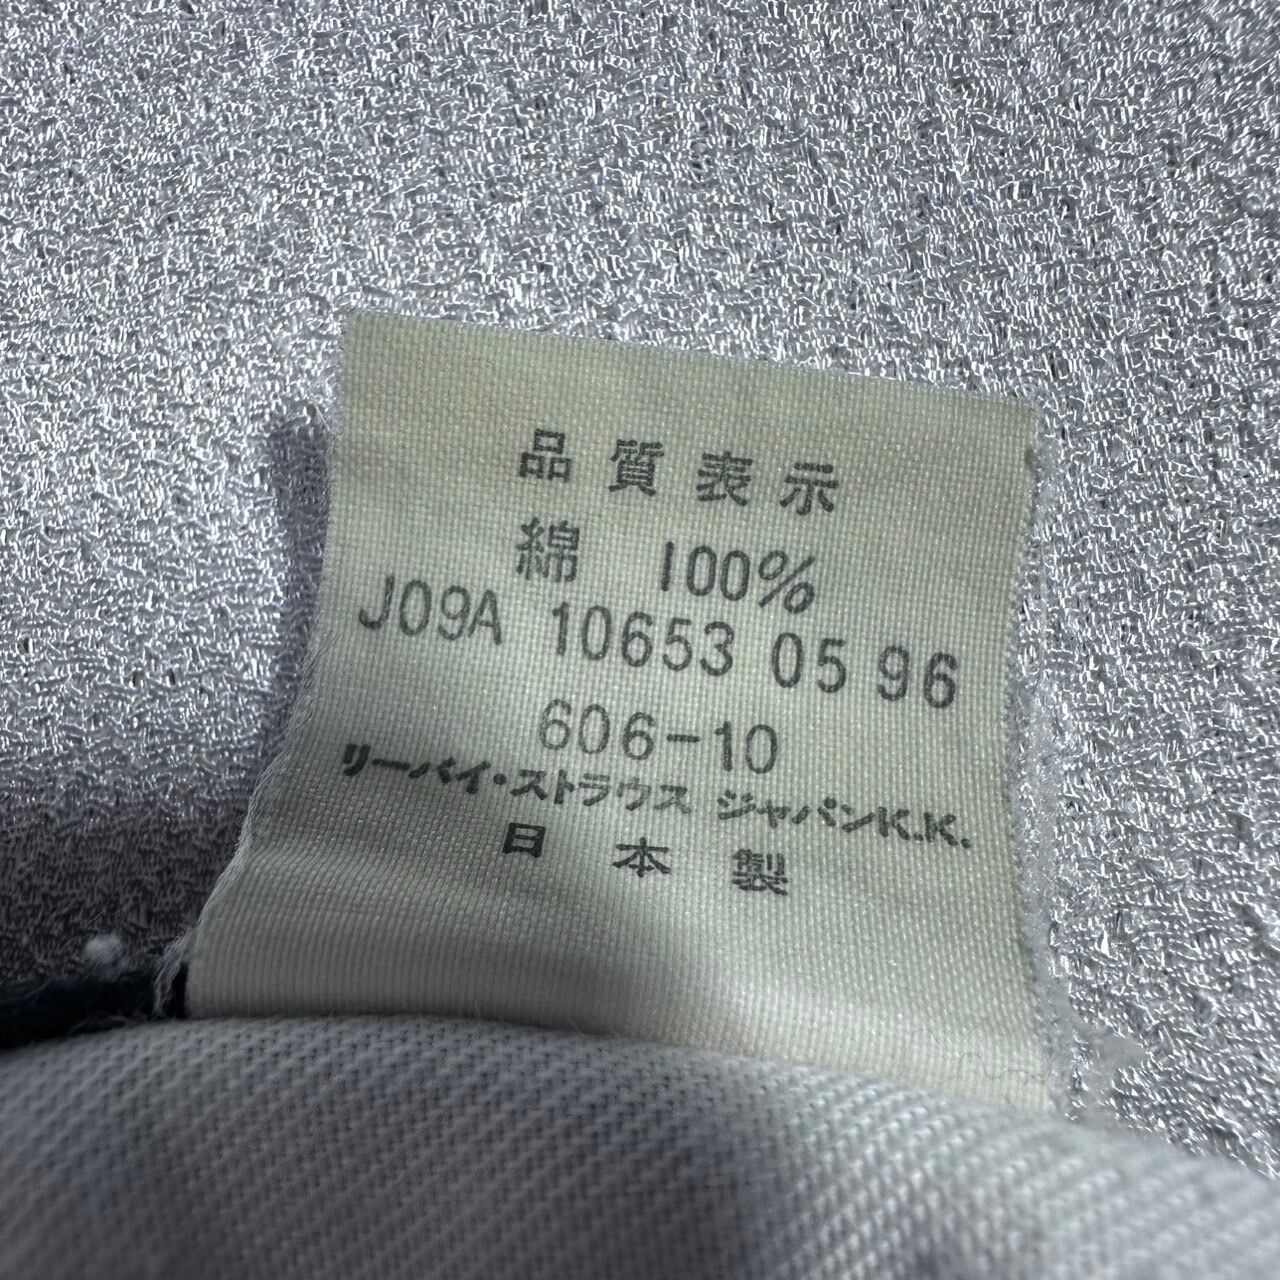 品質表示
綿 100%
J09A 10653 05 96
606-10
リーバイ・ストラウス ジャパンK.K.
日本製